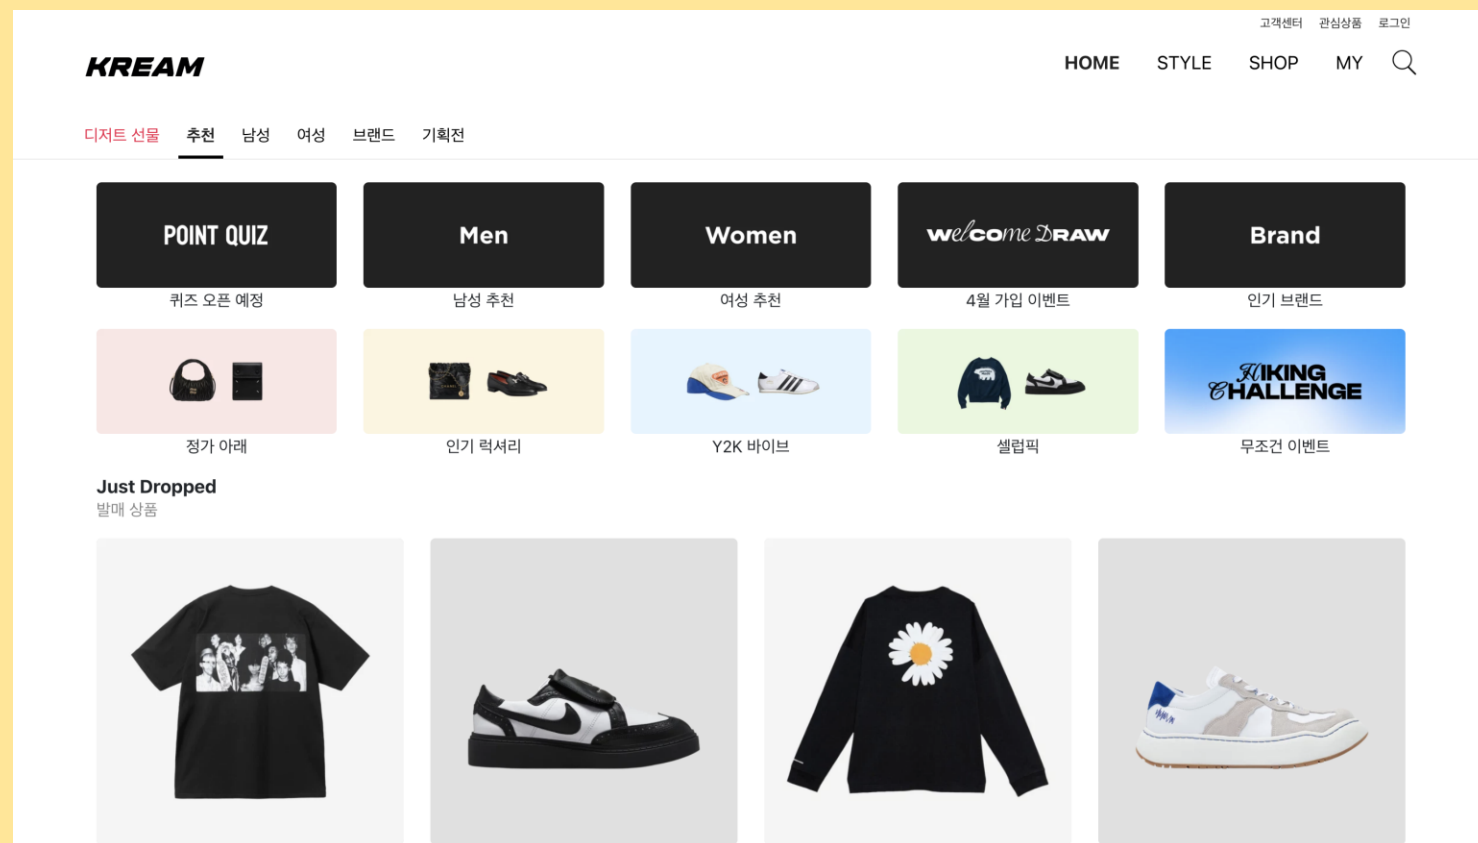 고객센터 관심상품 로그인
KREAM
HOME STYLE SHOP MY
디저트 선물 추천 남성 여성 브랜드 기획전
POINT QUIZ Men Women Welcome DRAW Brand
퀴즈 오픈 예정 남성 추천 여성 추천 4월 가입 이벤트 인기 브랜드
HIKING
CHALLENGE
정가 아래 인기 럭셔리 Y2K 바이브 셀럽픽 무조건 이벤트
Just Dropped
발매 상품